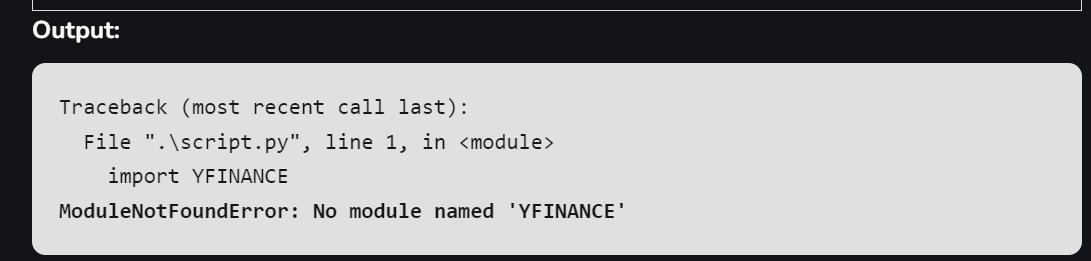 Output:
Traceback (most recent call last):
  File ".\script.py", line 1, in <module>
    import YFINANCE
ModuleNotFoundError: No module named 'YFINANCE'